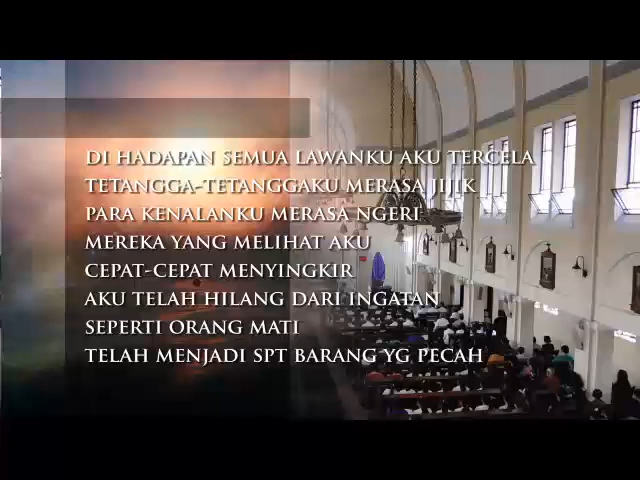 DI HADAPAN SEMUA LAWANKU AKU TERCELA
TETANGGA-TETANGGAKU MERASA JIJIK
PARA KENALANKU MERASA NGERI
MEREKA YANG MELIHAT AKU
CEPAT-CEPAT MENYINGKIR
AKU TELAH HILANG DARI INGATAN
SEPERTI ORANG MATI
TELAH MENJADI SPT BARANG YG PECAH